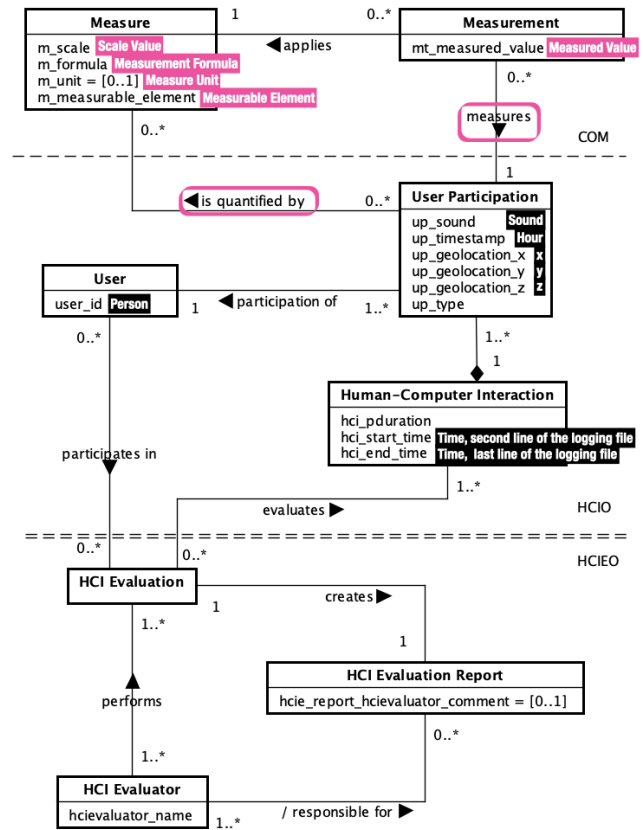 Measure
m_scale Scale Value
m_formula Measurement Formula
m_unit = [0..1] Measure Unit
m_measurable_element Measurable Element
1
0..*
◀applies
Measurement
mt_measured_value Measured Value
0..*
measures
COM
0..*
1
◀is quantified by
0..*
User Participation
up_sound Sound
up_timestamp Hour
up_geolocation_x x
up_geolocation_y y
up_geolocation_z z
up_type
User
user_id Person
1
◀ participation of
1..*
0..*
1..*
1
Human-Computer Interaction
hci_pduration
hci_start_time Time, second line of the logging file
hci_end_time Time, last line of the logging file
participates in
1..*
evaluates ▶
HCIO
0..*
0..*
HCIEO
HCI Evaluation
1
creates▶
1..*
1
HCI Evaluation Report
hcie_report_hcievaluator_comment = [0..1]
performs
0..*
1..*
HCI Evaluator
hcievaluator_name
1..*
/ responsible for ▶